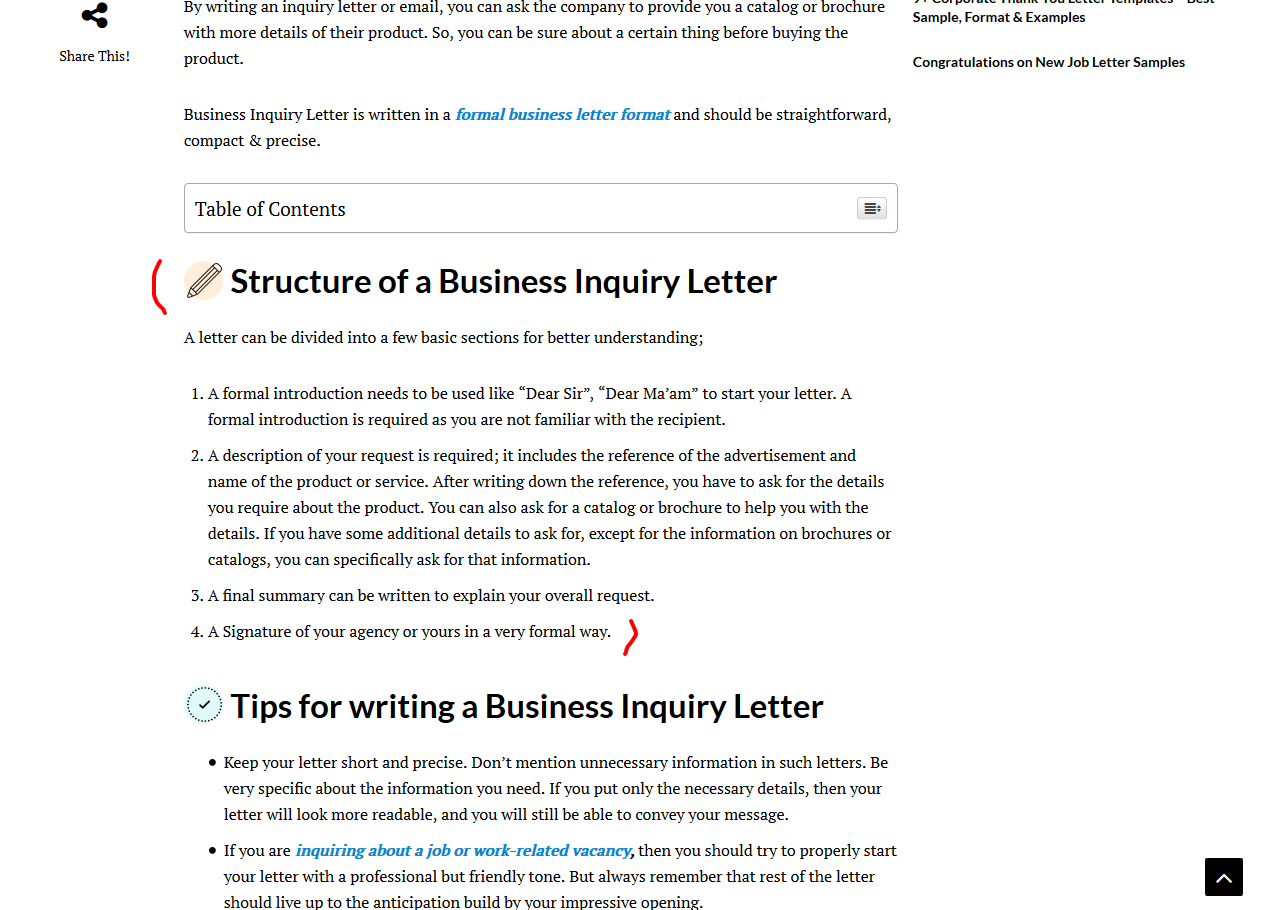 By writing an inquiry letter or email, you can ask the company to provide you a catalog or brochure
with more details of their product. So, you can be sure about a certain thing before buying the
product.
Business Inquiry Letter is written in a formal business letter format and should be straightforward,
compact & precise.
Table of Contents
Structure of a Business Inquiry Letter
A letter can be divided into a few basic sections for better understanding;
1. A formal introduction needs to be used like “Dear Sir”, “Dear Ma’am” to start your letter. A
formal introduction is required as you are not familiar with the recipient.
2. A description of your request is required; it includes the reference of the advertisement and
name of the product or service. After writing down the reference, you have to ask for the details
you require about the product. You can also ask for a catalog or brochure to help you with the
details. If you have some additional details to ask for, except for the information on brochures or
catalogs, you can specifically ask for that information.
3. A final summary can be written to explain your overall request.
4. A Signature of your agency or yours in a very formal way.
Tips for writing a Business Inquiry Letter
• Keep your letter short and precise. Don’t mention unnecessary information in such letters. Be
very specific about the information you need. If you put only the necessary details, then your
letter will look more readable, and you will still be able to convey your message.
• If you are inquiring about a job or work-related vacancy, then you should try to properly start
your letter with a professional but friendly tone. But always remember that rest of the letter
should live up to the anticipation build by your impressive opening.
Share This!
Corporate Thank You Letter Templates – Best
Sample, Format & Examples
Congratulations on New Job Letter Samples